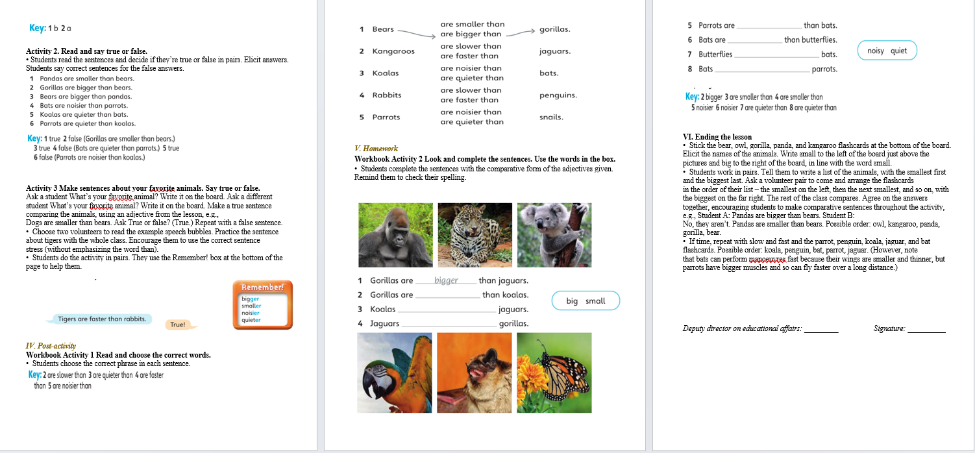 Key: 1 b 2 a
Activity 2. Read and say true or false.
• Students read the sentences and decide if they're true or false in pairs. Elicit answers.
Students say correct sentences for the false answers.
1 Pandas are smaller than bears.
2 Gorillas are bigger than bears.
3 Bears are bigger than pandas.
4 Bats are noisier than parrots.
5 Koalas are quieter than bats.
6 Parrots are quieter than koalas.
Key: 1 true 2 false (Gorillas are smaller than bears.)
3 true 4 false (Bats are quieter than parrots.) 5 true
6 false (Parrots are noisier than koalas.)
Activity 3 Make sentences about your favorite animals. Say true or false.
Ask a student What's your favorite animal? Write it on the board. Ask a different
student What's your favorite animal? Write it on the board. Make a true sentence
comparing the animals, using an adjective from the lesson, e.g.,
Dogs are smaller than bears. Ask True or false? (True.) Repeat with a false sentence.
• Choose two volunteers to read the example speech bubbles. Practice the sentence
about tigers with the whole class. Encourage them to use the correct sentence
stress (without emphasizing the word than).
• Students do the activity in pairs. They use the Remember! box at the bottom of the
page to help them.
Remember!
bigger
smaller
noisier
quieter
Tigers are faster than rabbits.
True!
IV. Post-activity
Workbook Activity 1 Read and choose the correct words.
• Students choose the correct phrase in each sentence.
Key: 2 are slower than 3 are quieter than 4 are faster
than 5 are noisier than
1 Bears are smaller than are bigger than gorillas.
2 Kangaroos are slower than are faster than jaguars.
3 Koalas are noisier than are quieter than bats.
4 Rabbits are slower than are faster than penguins.
5 Parrots are noisier than are quieter than snails.
V. Homework
Workbook Activity 2 Look and complete the sentences. Use the words in the box.
• Students complete the sentences with the comparative form of the adjectives given.
Remind them to check their spelling.
1 Gorillas are bigger than jaguars.
2 Gorillas are ____ than koalas.
3 Koalas ____ jaguars.
4 Jaguars ____ gorillas.
big small
5 Parrots are ____ than bats.
6 Bats are ____ than butterflies.
7 Butterflies ____ bats.
8 Bats ____ parrots.
noisy quiet
Key: 2 bigger 3 are smaller than 4 are smaller than
5 noisier 6 noisier 7 are quieter than 8 are quieter than
VI. Ending the lesson
• Stick the bear, owl, gorilla, panda, and kangaroo flashcards at the bottom of the board.
Elicit the names of the animals. Write small to the left of the board just above the
pictures and big to the right of the board, in line with the word small.
• Students work in pairs. Tell them to write a list of the animals, with the smallest first
and the biggest last. Ask a volunteer pair to come and arrange the flashcards
in the order of their list – the smallest on the left, then the next smallest, and so on, with
the biggest on the far right. The rest of the class compares. Agree on the answers
together, encouraging students to make comparative sentences throughout the activity,
e.g., Student A: Pandas are bigger than bears. Student B:
No, they aren't. Pandas are smaller than bears. Possible order: owl, kangaroo, panda,
gorilla, bear.
• If time, repeat with slow and fast and the parrot, penguin, koala, jaguar, and bat
flashcards. Possible order: koala, penguin, bat, parrot, jaguar. (However, note
that bats can perform fast because their wings are smaller and thinner, but
parrots have bigger muscles and so can fly faster over a long distance.)
Deputy director on educational affairs: ________ Signature: ________